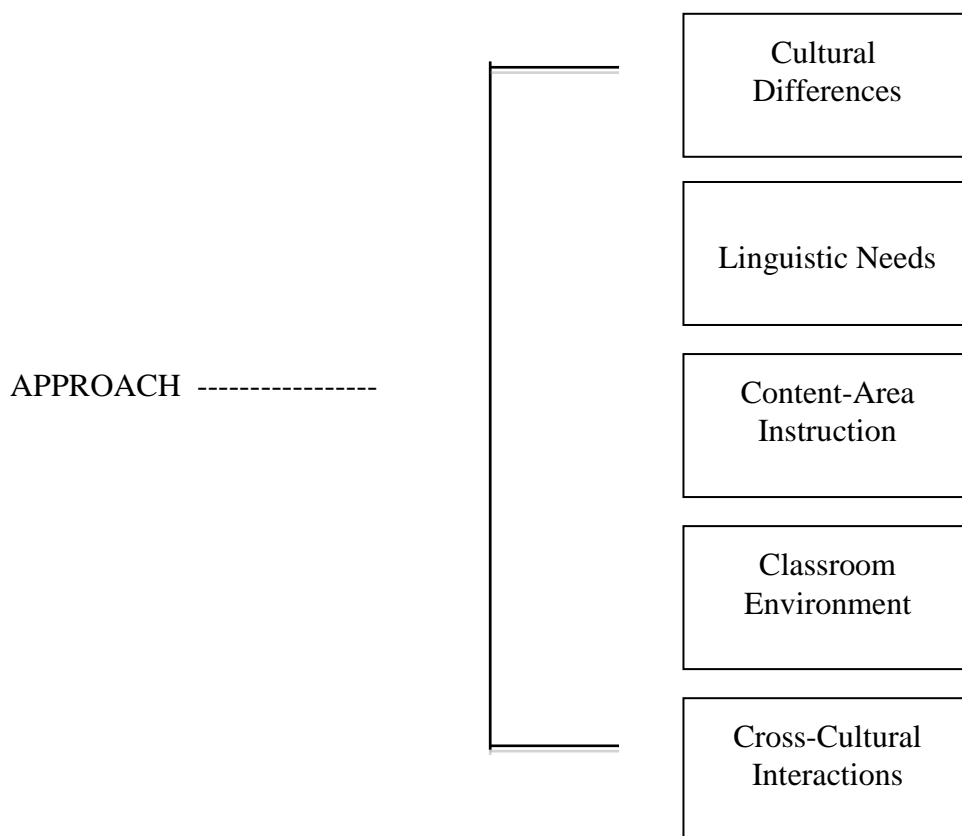 Cultural
Differences
Linguistic Needs
APPROACH -----------------
Content-Area
Instruction
Classroom
Environment
Cross-Cultural
Interactions